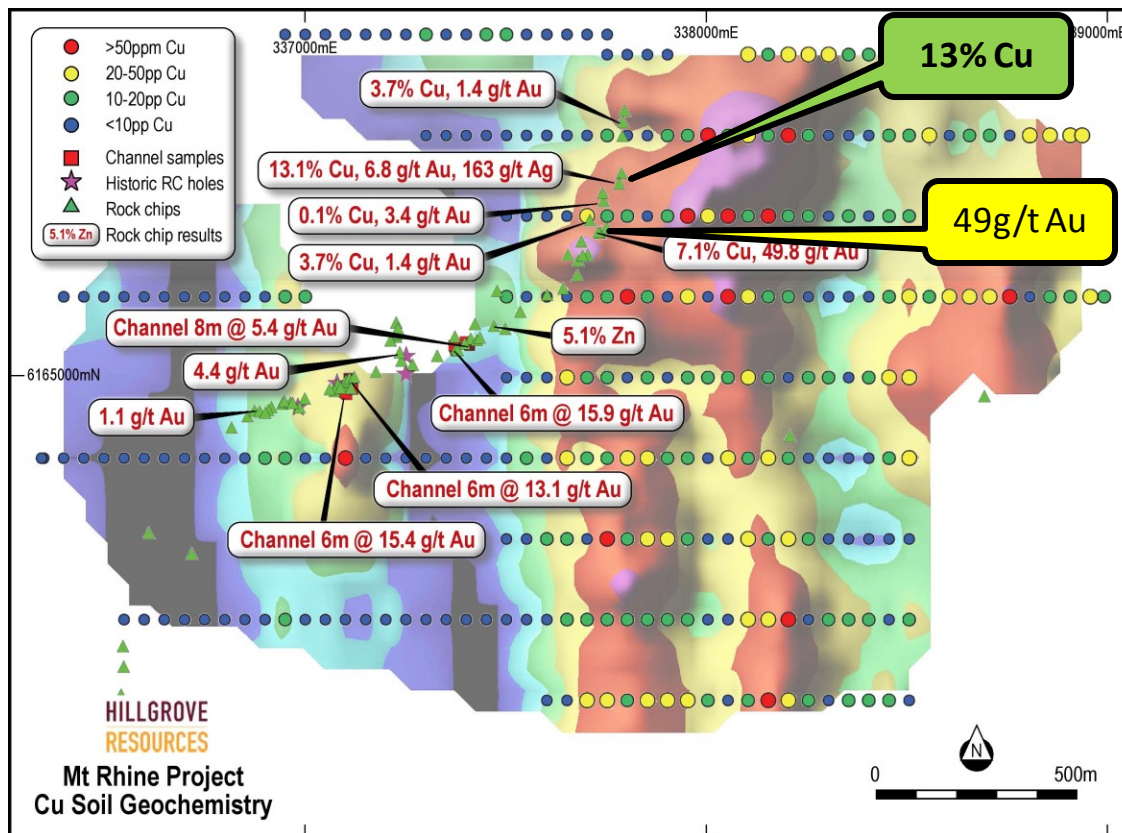 337000mE
338000mE
39000mE
>50ppm Cu
20-50pp Cu
10-20pp Cu
<10pp Cu
Channel samples
Historic RC holes
Rock chips
5.1% Zn Rock chip results
13% Cu
3.7% Cu, 1.4 g/t Au
13.1% Cu, 6.8 g/t Au, 163 g/t Ag
0.1% Cu, 3.4 g/t Au
49g/t Au
3.7% Cu, 1.4 g/t Au
7.1% Cu, 49.8 g/t Au
Channel 8m @ 5.4 g/t Au
5.1% Zn
4.4 g/t Au
6165000mN
1.1 g/t Au
Channel 6m @ 15.9 g/t Au
Channel 6m @ 13.1 g/t Au
Channel 6m @ 15.4 g/t Au
HILLGROVE
RESOURCES
Mt Rhine Project
Cu Soil Geochemistry
N
0 500m